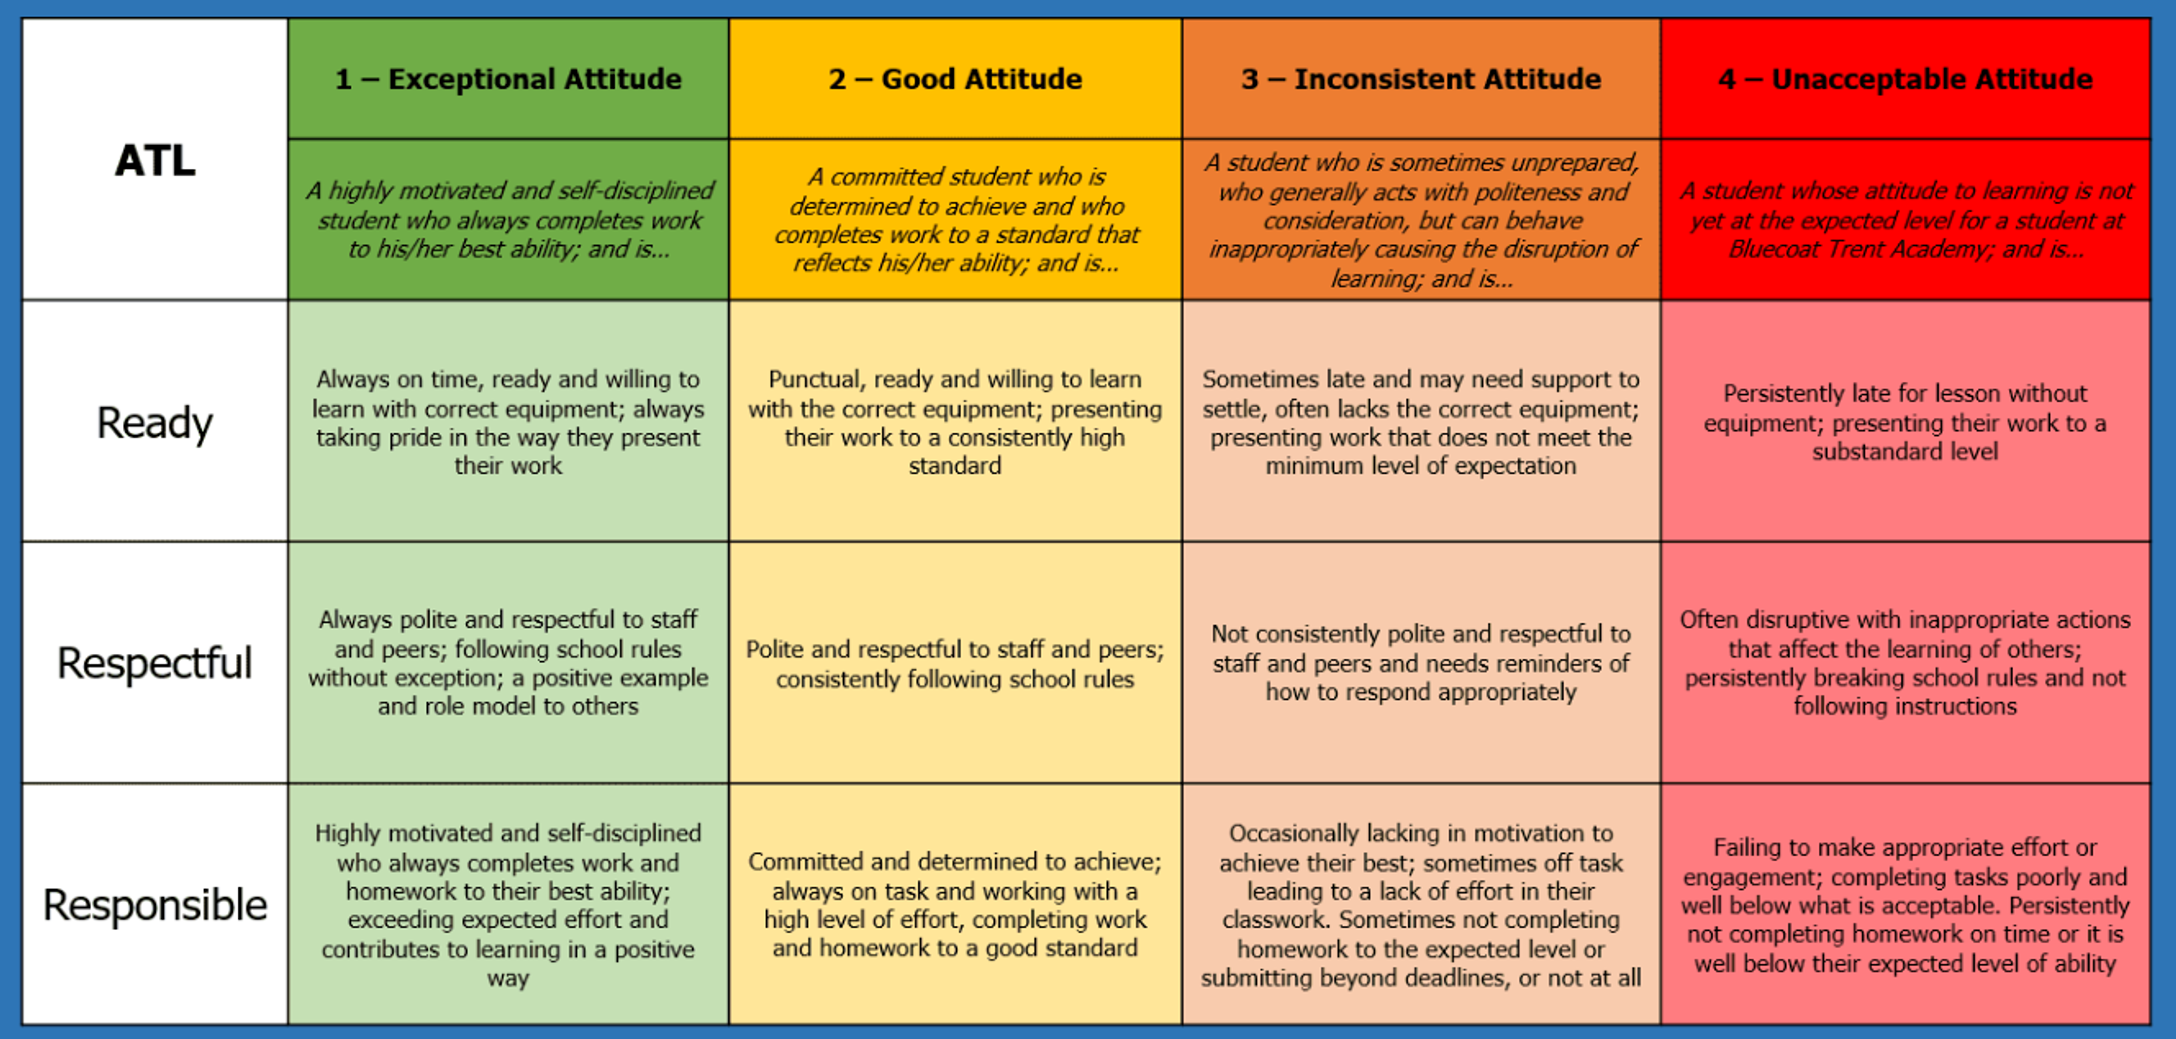 ATL
1 – Exceptional Attitude
2 – Good Attitude
3 – Inconsistent Attitude
4 – Unacceptable Attitude
A highly motivated and self-disciplined
student who always completes work
to his/her best ability; and is...
A committed student who is
determined to achieve and who
completes work to a standard that
reflects his/her ability; and is...
A student who is sometimes unprepared,
who generally acts with politeness and
consideration, but can behave
inappropriately causing the disruption of
learning; and is...
A student whose attitude to learning is not
yet at the expected level for a student at
Bluecoat Trent Academy; and is...
Ready
Always on time, ready and willing to
learn with correct equipment; always
taking pride in the way they present
their work
Punctual, ready and willing to learn
with the correct equipment; presenting
their work to a consistently high
standard
Sometimes late and may need support to
settle, often lacks the correct equipment;
presenting work that does not meet the
minimum level of expectation
Persistently late for lesson without
equipment; presenting their work to a
substandard level
Respectful
Always polite and respectful to staff
and peers; following school rules
without exception; a positive example
and role model to others
Polite and respectful to staff and peers;
consistently following school rules
Not consistently polite and respectful to
staff and peers and needs reminders of
how to respond appropriately
Often disruptive with inappropriate actions
that affect the learning of others;
persistently breaking school rules and not
following instructions
Responsible
Highly motivated and self-disciplined
who always completes work and
homework to their best ability;
exceeding expected effort and
contributes to learning in a positive
way
Committed and determined to achieve;
always on task and working with a
high level of effort, completing work
and homework to a good standard
Occasionally lacking in motivation to
achieve their best; sometimes off task
leading to a lack of effort in their
classwork. Sometimes not completing
homework to the expected level or
submitting beyond deadlines, or not at all
Failing to make appropriate effort or
engagement; completing tasks poorly and
well below what is acceptable. Persistently
not completing homework on time or it is
well below their expected level of ability